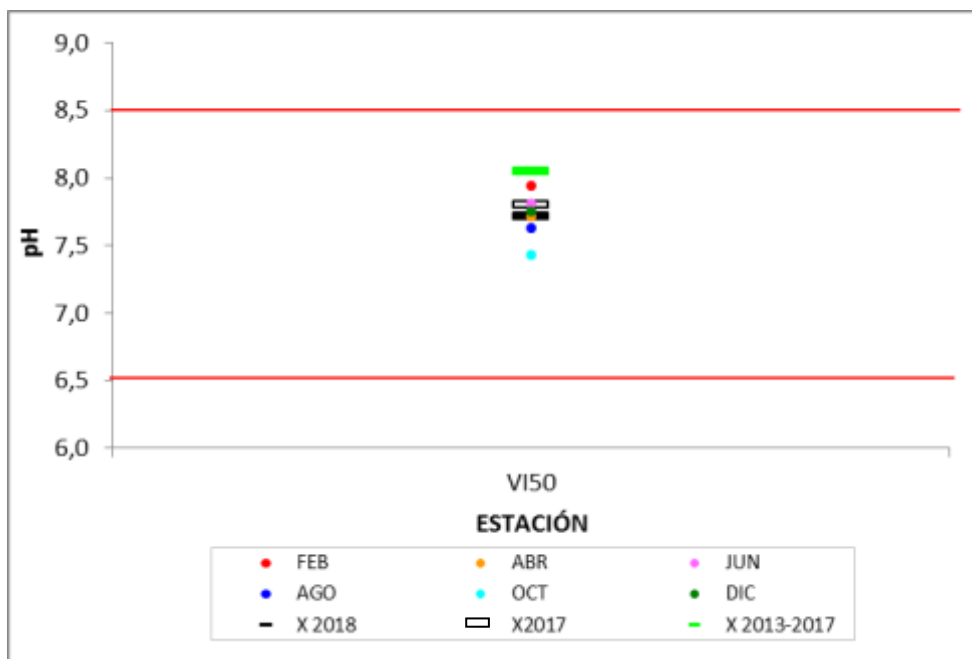 9,0
8,5
8,0
7,5
7,0
6,5
6,0
pH
VI50
ESTACIÓN
FEB ABR JUN
AGO OCT DIC
X 2018 X2017 X 2013-2017